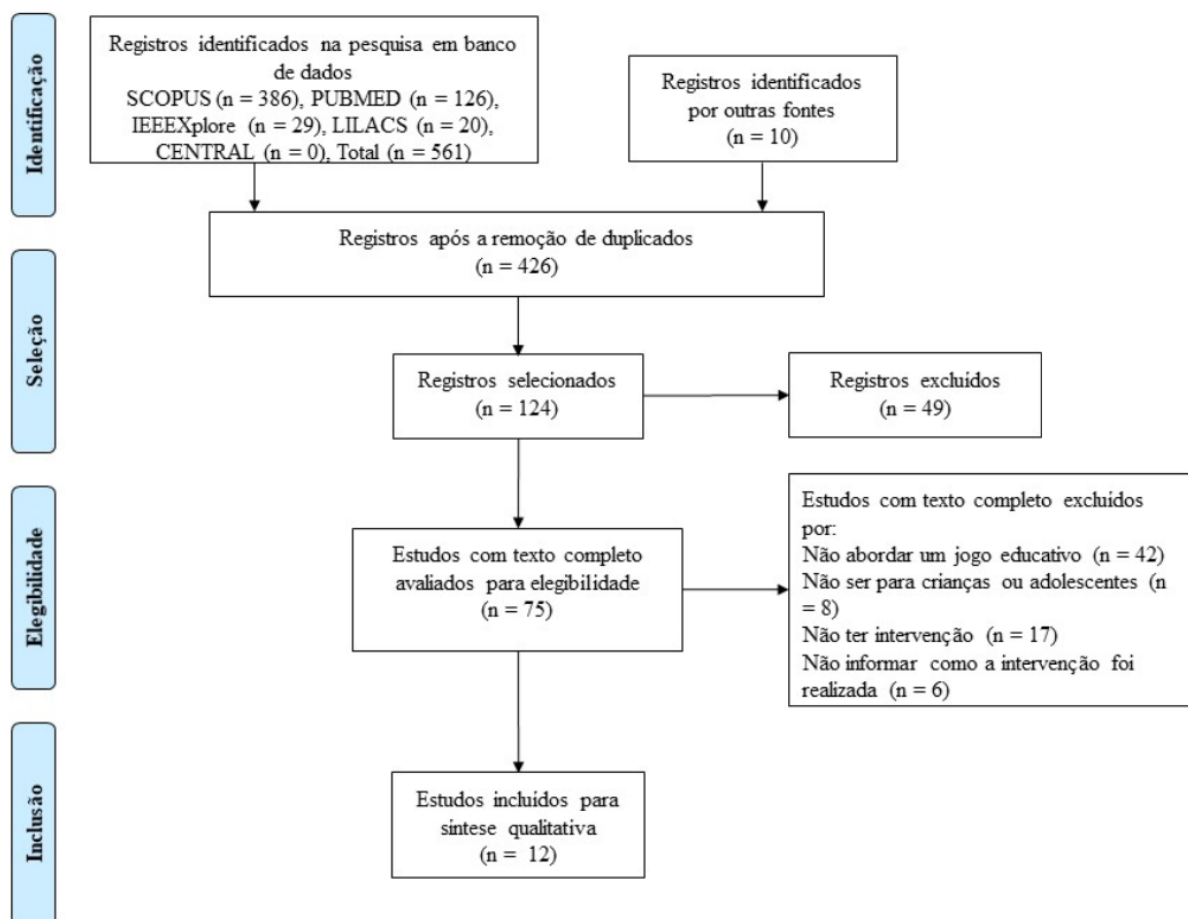 Identificação
Registros identificados na pesquisa em banco
de dados
SCOPUS (n = 386), PUBMED (n = 126),
IEEEXplore (n = 29), LILACS (n = 20),
CENTRAL (n = 0), Total (n = 561)
Registros identificados
por outras fontes
(n = 10)
Registros após a remoção de duplicados
(n = 426)
Seleção
Registros selecionados
(n = 124)
Registros excluídos
(n = 49)
Elegibilidade
Estudos com texto completo
avaliados para elegibilidade
(n = 75)
Estudos com texto completo excluídos
por:
Não abordar um jogo educativo (n = 42)
Não ser para crianças ou adolescentes (n
= 8)
Não ter intervenção (n = 17)
Não informar como a intervenção foi
realizada (n = 6)
Inclusão
Estudos incluídos para
síntese qualitativa
(n = 12)